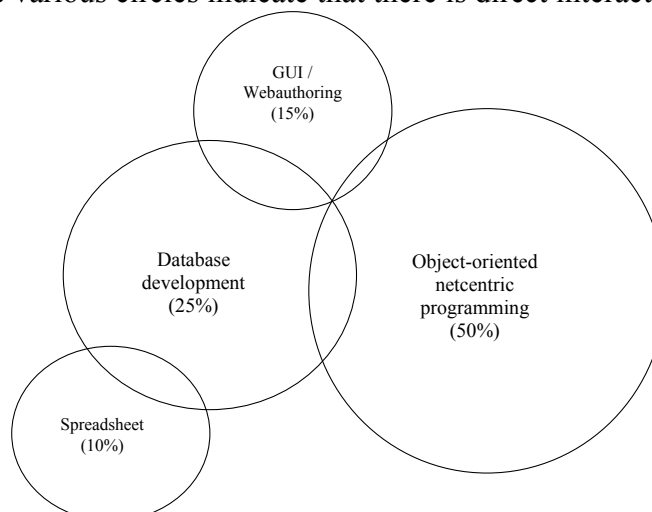 various circles indicate that there is direct interact
GUI /
Webauthoring
(15%)
Database
development
(25%)
Object-oriented
netcentric
programming
(50%)
Spreadsheet
(10%)